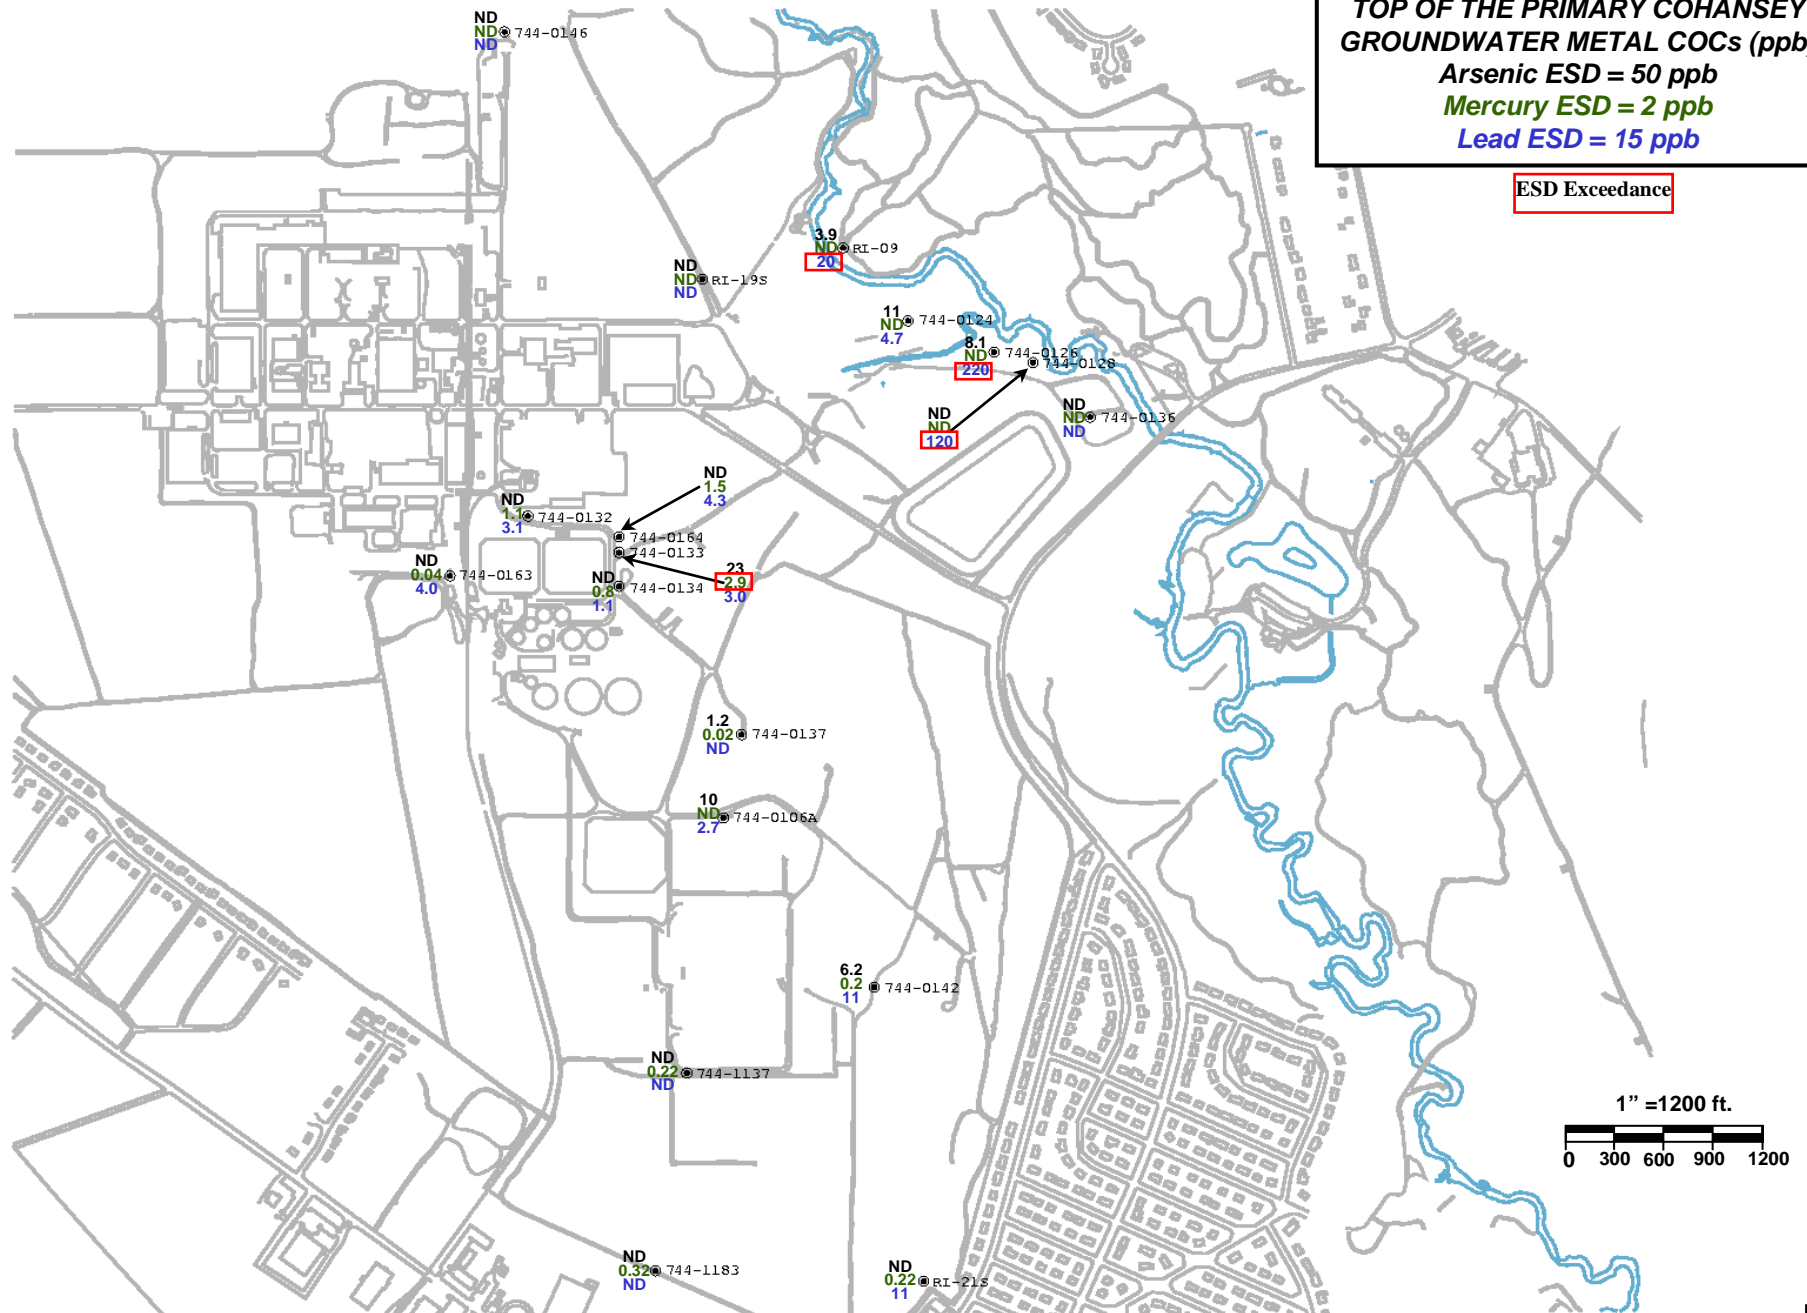 TOP OF THE PRIMARY COHANSEY
GROUNDWATER METAL COCs (ppb)
Arsenic ESD = 50 ppb
Mercury ESD = 2 ppb
Lead ESD = 15 ppb
ESD Exceedance
ND
ND 744-0146
ND
3.9
ND RI-09
20
ND
ND RI-19S
ND
11
ND 744-0124
4.7
8.1
ND 744-0126
220
744-0128
ND
ND
120
ND
ND 744-0136
ND
ND
1.5
4.3
ND
1.1 744-0132
3.1
744-0164
744-0133
23
2.9
3.0
ND
0.04 744-0163
4.0
ND
0.8 744-0134
1.1
1.2
0.02 744-0137
ND
10
ND 744-0106A
2.7
6.2
0.2 744-0142
11
ND
0.22 744-1137
ND
1” =1200 ft.
0 300 600 900 1200
ND
0.32 744-1183
ND
ND
0.22 RI-21S
11